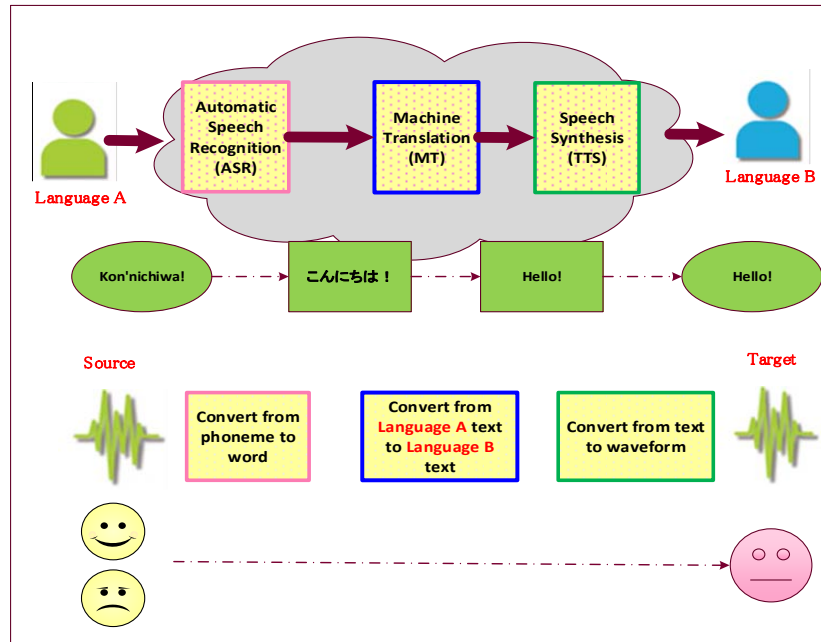 Automatic
Speech
Recognition
(ASR)
Machine
Translation
(MT)
Speech
Synthesis
(TTS)
Language A
Language B
Kon'nichiwa!
こんにちは！
Hello!
Hello!
Source
Target
Convert from
phoneme to
word
Convert from
Language A text
to Language B
text
Convert from text
to waveform